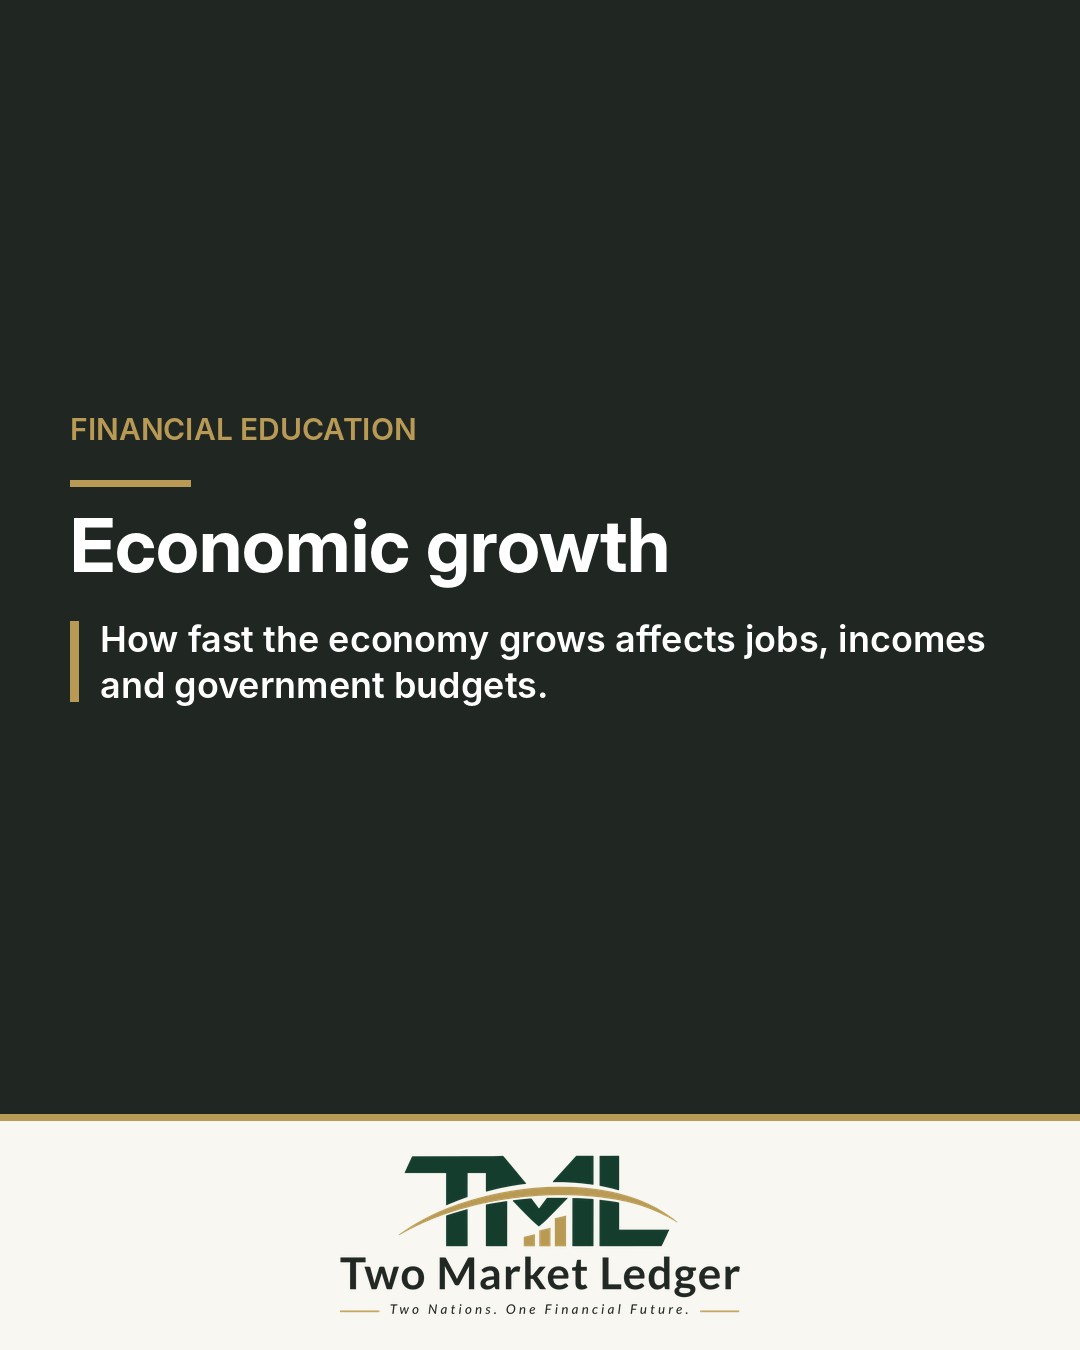 FINANCIAL EDUCATION
Economic growth
How fast the economy grows affects jobs, incomes
and government budgets.
TML
Two Market Ledger
Two Nations. One Financial Future.